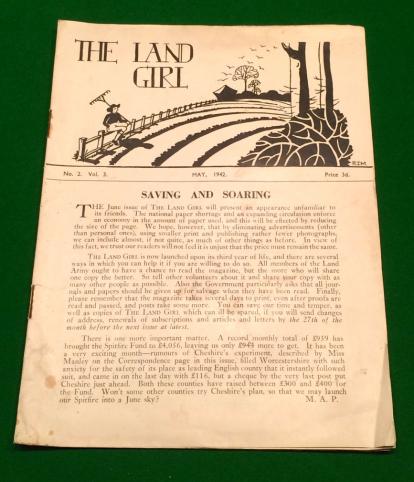 THE LAND
GIRL
R.I.M.
No. 2. Vol. 3. MAY, 1942. Price 3d.
SAVING AND SOARING
THE June issue of THE LAND GIRL will present an appearance unfamiliar to
its friends. The national paper shortage and an expanding circulation enforce
an economy in the amount of paper used, and this will be effected by reducing
the size of the page. We hope, however, that by eliminating advertisements (other
than personal ones), using smaller print and publishing rather fewer photographs,
we can include almost, if not quite, as much of other things as before. In view of
this fact, we trust our readers will not feel it is unjust that the price must remain the same.
THE LAND GIRL is now launched upon its third year of life, and there are several
ways in which you can help it if you are willing to do so. All members of the Land
Army ought to have a chance to read the magazine, but the more who will share
one copy the better. So tell other volunteers about it and share your copy with as
many other people as possible. Also the Government particularly asks that all jour-
nals and papers should be given up for salvage when they have been read. Finally,
please remember that the magazine takes several days to print, even after proofs are
read and passed, and posts take some more. You can save our time and temper, as
well as copies of THE LAND GIRL which can ill be spared, if you will send changes
of address, renewals of subscriptions and articles and letters by the 27th of the
month before the next issue at latest.
There is one more important matter. A record monthly total of £939 has
brought the Spitfire Fund to £4,056, leaving us only £944 more to get. It has been
a very exciting month—rumours of Cheshire's experiment, described by Miss
Manley on the Correspondence page in this issue, filled Worcestershire with such
anxiety for the safety of its place as leading English county that it instantly followed
suit, and came in on the last day with £116, but a cheque by the very last post put
Cheshire just ahead. Both these counties have raised between £300 and £400 for
the Fund. Won't some other counties try Cheshire's plan, so that we may launch
our Spitfire into a June sky? M. A. P.